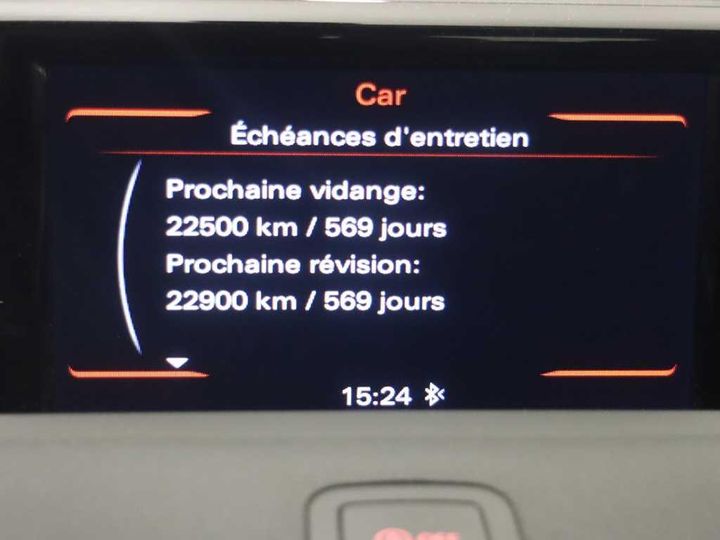 Car
Échéances d'entretien
Prochaine vidange:
22500 km / 569 jours
Prochaine révision:
22900 km / 569 jours
15:24